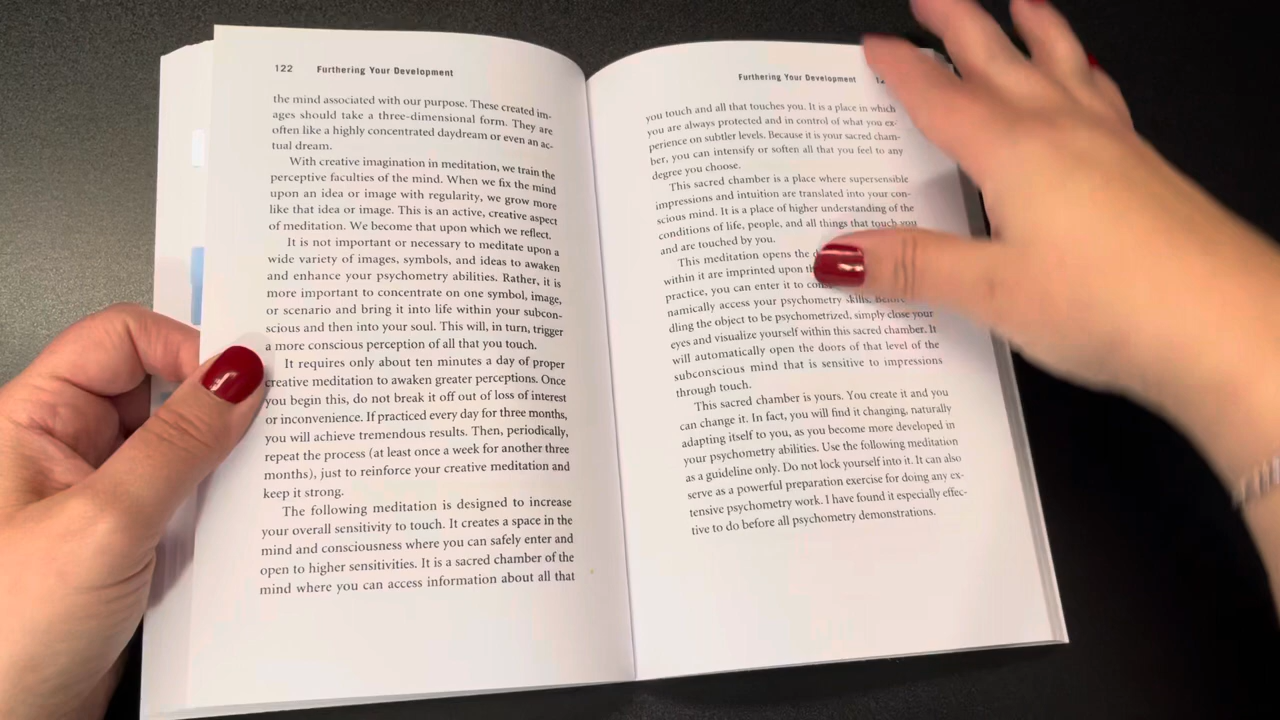 122 Furthering Your Development
the mind associated with our purpose. These created im-
ages should take a three-dimensional form. They are
often like a highly concentrated daydream or even an ac-
tual dream.
With creative imagination in meditation, we train the
perceptive faculties of the mind. When we fix the mind
upon an idea or image with regularity, we grow more
like that idea or image. This is an active, creative aspect
of meditation. We become that upon which we reflect.
It is not important or necessary to meditate upon a
wide variety of images, symbols, and ideas to awaken
and enhance your psychometry abilities. Rather, it is
more important to concentrate on one symbol, image,
or scenario and bring it into life within your subcon-
scious and then into your soul. This will, in turn, trigger
a more conscious perception of all that you touch.
It requires only about ten minutes a day of proper
creative meditation to awaken greater perceptions. Once
you begin this, do not break it off out of loss of interest
or inconvenience. If practiced every day for three months,
you will achieve tremendous results. Then, periodically,
repeat the process (at least once a week for another three
months), just to reinforce your creative meditation and
keep it strong.
The following meditation is designed to increase
your overall sensitivity to touch. It creates a space in the
mind and consciousness where you can safely enter and
open to higher sensitivities. It is a sacred chamber of the
mind where you can access information about all that
Furthering Your Development
you touch and all that touches you. It is a place in which
you are always protected and in control of what you ex-
perience on subtler levels. Because it is your sacred cham-
ber, you can intensify or soften all that you feel to any
degree you choose.
This sacred chamber is a place where supersensible
impressions and intuition are translated into your con-
scious mind. It is a place of higher understanding of the
conditions of life, people, and all things that touch you
and are touched by you.
This meditation opens the
within it are imprinted upon
practice, you can enter it to
namically access your psychometry skills. Before
dling the object to be psychometrized, simply close your
eyes and visualize yourself within this sacred chamber. It
will automatically open the doors of that level of the
subconscious mind that is sensitive to impressions
through touch.
This sacred chamber is yours. You create it and you
can change it. In fact, you will find it changing, naturally
adapting itself to you, as you become more developed in
your psychometry abilities. Use the following meditation
as a guideline only. Do not lock yourself into it. It can also
serve as a powerful preparation exercise for doing any ex-
tensive psychometry work. I have found it especially effec-
tive to do before all psychometry demonstrations.